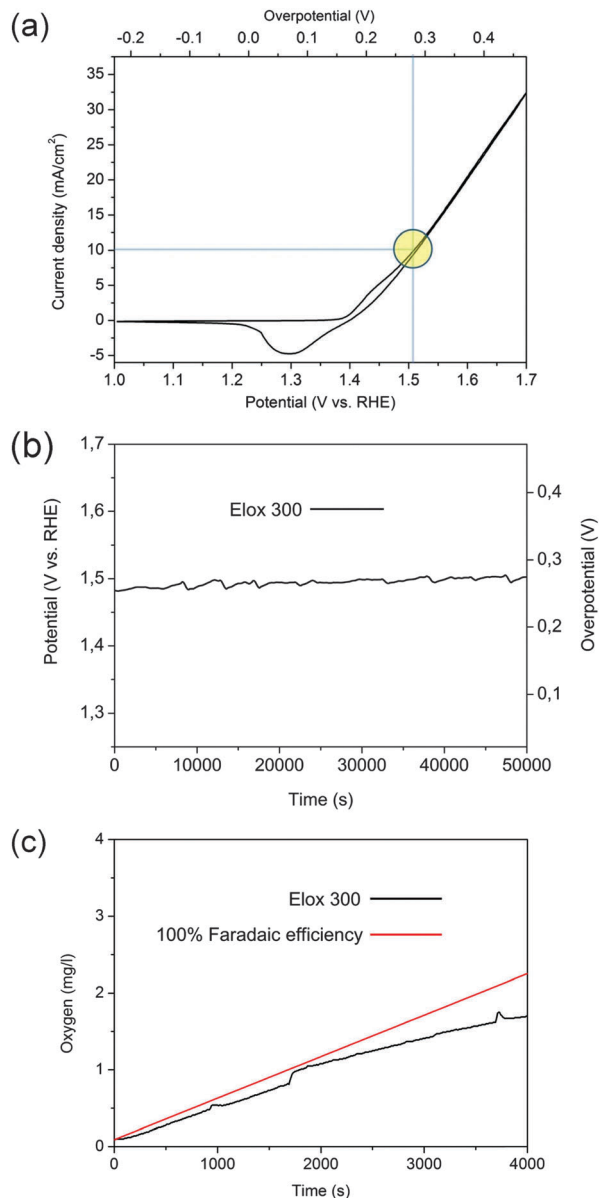 (a)
Overpotential (V)
-0.2 -0.1 0.0 0.1 0.2 0.3 0.4
Current density (mA/cm²)
35
30
25
20
15
10
5
0
-5
1.0 1.1 1.2 1.3 1.4 1.5 1.6 1.7
Potential (V vs. RHE)
(b)
Potential (V vs. RHE)
1,7
1,6
1,5
1,4
1,3
Elox 300
0,4
0,3
0,2
0,1
Overpotential (V)
0 10000 20000 30000 40000 50000
Time (s)
(c)
Oxygen (mg/l)
4
3
2
1
0
Elox 300
100% Faradaic efficiency
0 1000 2000 3000 4000
Time (s)